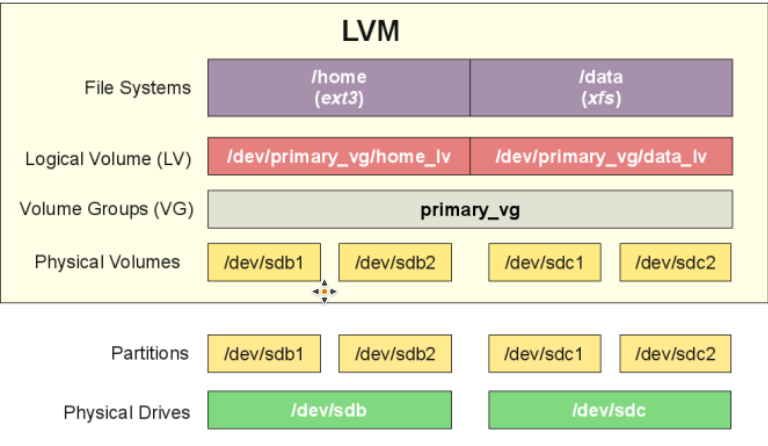 LVM
File Systems
/home
(ext3)
/data
(xfs)
Logical Volume (LV)
/dev/primary_vg/home_lv
/dev/primary_vg/data_lv
Volume Groups (VG)
primary_vg
Physical Volumes
/dev/sdb1
/dev/sdb2
/dev/sdc1
/dev/sdc2
Partitions
/dev/sdb1
/dev/sdb2
/dev/sdc1
/dev/sdc2
Physical Drives
/dev/sdb
/dev/sdc